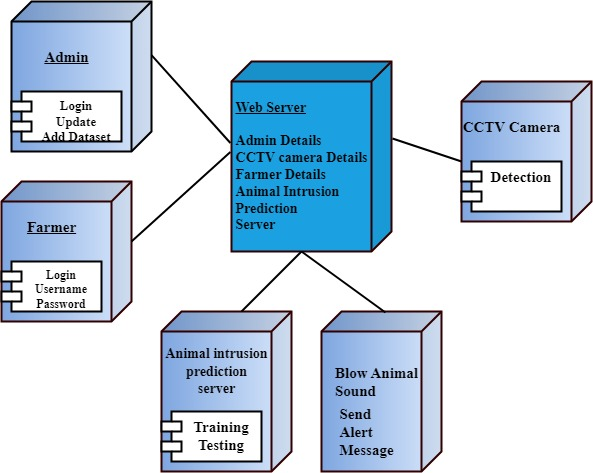 Admin
Login
Update
Add Dataset
Farmer
Login
Username
Password
Web Server
Admin Details
CCTV camera Details
Farmer Details
Animal Intrusion
Prediction
Server
CCTV Camera
Detection
Animal intrusion
prediction
server
Training
Testing
Blow Animal
Sound
Send
Alert
Message